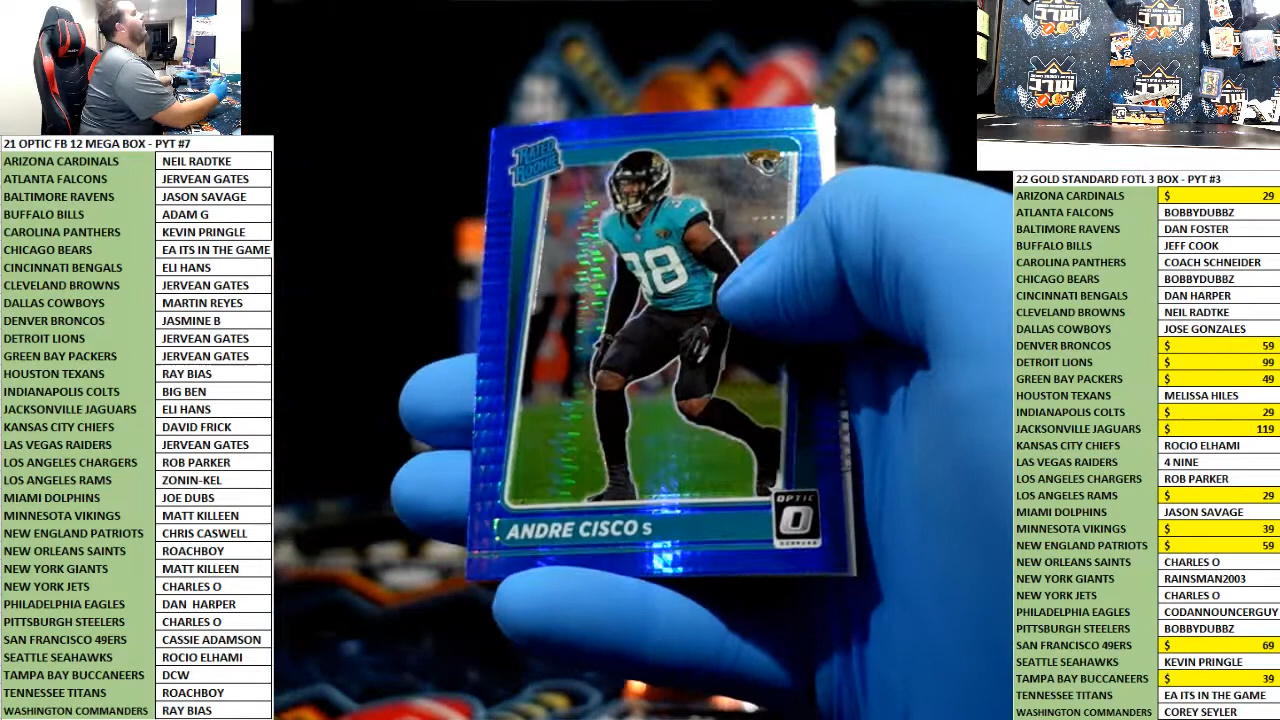 21 OPTIC FB 12 MEGA BOX - PYT #7
ARIZONA CARDINALS NEIL RADTKE
ATLANTA FALCONS JERVEAN GATES
BALTIMORE RAVENS JASON SAVAGE
BUFFALO BILLS ADAM G
CAROLINA PANTHERS KEVIN PRINGLE
CHICAGO BEARS EA ITS IN THE GAME
CINCINNATI BENGALS ELI HANS
CLEVELAND BROWNS JERVEAN GATES
DALLAS COWBOYS MARTIN REYES
DENVER BRONCOS JASMINE B
DETROIT LIONS JERVEAN GATES
GREEN BAY PACKERS JERVEAN GATES
HOUSTON TEXANS RAY BIAS
INDIANAPOLIS COLTS BIG BEN
JACKSONVILLE JAGUARS ELI HANS
KANSAS CITY CHIEFS DAVID FRICK
LAS VEGAS RAIDERS JERVEAN GATES
LOS ANGELES CHARGERS ROB PARKER
LOS ANGELES RAMS ZONIN-KEL
MIAMI DOLPHINS JOE DUBS
MINNESOTA VIKINGS MATT KILLEEN
NEW ENGLAND PATRIOTS CHRIS CASWELL
NEW ORLEANS SAINTS ROACHBOY
NEW YORK GIANTS MATT KILLEEN
NEW YORK JETS CHARLES O
PHILADELPHIA EAGLES DAN HARPER
PITTSBURGH STEELERS CHARLES O
SAN FRANCISCO 49ERS CASSIE ADAMSON
SEATTLE SEAHAWKS ROCIO ELHAMI
TAMPA BAY BUCCANEERS DCW
TENNESSEE TITANS ROACHBOY
WASHINGTON COMMANDERS RAY BIAS
RATED
ROOKIE
38
ANDRE CISCO S
OPTIC
22 GOLD STANDARD FOTL 3 BOX - PYT #3
ARIZONA CARDINALS $ 29
ATLANTA FALCONS BOBBYDUBBZ
BALTIMORE RAVENS DAN FOSTER
BUFFALO BILLS JEFF COOK
CAROLINA PANTHERS COACH SCHNEIDER
CHICAGO BEARS BOBBYDUBBZ
CINCINNATI BENGALS DAN HARPER
CLEVELAND BROWNS NEIL RADTKE
DALLAS COWBOYS JOSE GONZALES
DENVER BRONCOS $ 59
DETROIT LIONS $ 99
GREEN BAY PACKERS $ 49
HOUSTON TEXANS MELISSA HILES
INDIANAPOLIS COLTS $ 29
JACKSONVILLE JAGUARS $ 119
KANSAS CITY CHIEFS ROCIO ELHAMI
LAS VEGAS RAIDERS 4 NINE
LOS ANGELES CHARGERS ROB PARKER
LOS ANGELES RAMS $ 29
MIAMI DOLPHINS JASON SAVAGE
MINNESOTA VIKINGS $ 39
NEW ENGLAND PATRIOTS $ 59
NEW ORLEANS SAINTS CHARLES O
NEW YORK GIANTS RAINSMAN2003
NEW YORK JETS CHARLES O
PHILADELPHIA EAGLES CODANNOUNCERGUY
PITTSBURGH STEELERS BOBBYDUBBZ
SAN FRANCISCO 49ERS $ 69
SEATTLE SEAHAWKS KEVIN PRINGLE
TAMPA BAY BUCCANEERS $ 39
TENNESSEE TITANS EA ITS IN THE GAME
WASHINGTON COMMANDERS COREY SEYLER